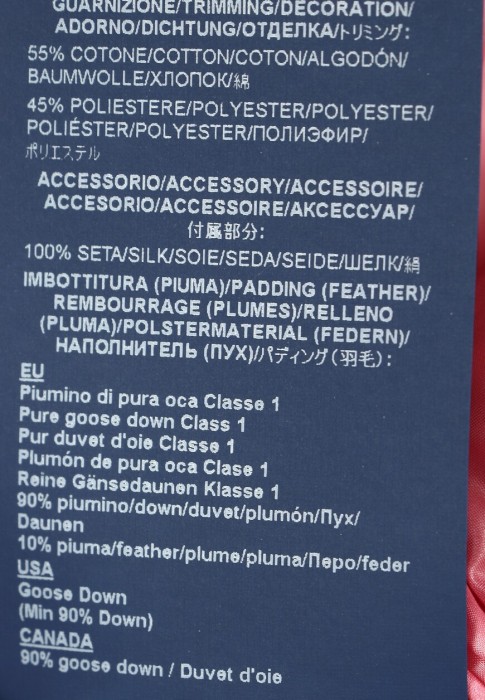 GUARNIZIONE/TRIMMING/DECORATION/
ADORNO/DICHTUNG/ОТДЕЛКА/トリミング:
55% COTONE/COTTON/COTON/ALGODÓN/
BAUMWOLLE/ХЛОПОК/綿
45% POLIESTERE/POLYESTER/POLYESTER/
POLIÉSTER/POLYESTER/ПОЛИЭФИР/
ポリエステル
ACCESSORIO/ACCESSORY/ACCESSOIRE/
ACCESORIO/ACCESSOIRE/АКСЕССУАР/
付属部分:
100% SETA/SILK/SOIE/SEDA/SEIDE/ШЕЛК/絹
IMBOTTITURA (PIUMA)/PADDING (FEATHER)/
REMBOURRAGE (PLUMES)/RELLENO
(PLUMA)/POLSTERMATERIAL (FEDERN)/
НАПОЛНИТЕЛЬ (ПУХ)/パディング(羽毛):
EU
Piumino di pura oca Classe 1
Pure goose down Class 1
Pur duvet d'oie Classe 1
Plumón de pura oca Clase 1
Reine Gänsedaunen Klasse 1
90% piumino/down/duvet/plumón/Пух/
Daunen
10% piuma/feather/plume/pluma/Перо/feder
USA
Goose Down
(Min 90% Down)
CANADA
90% goose down / Duvet d'oie